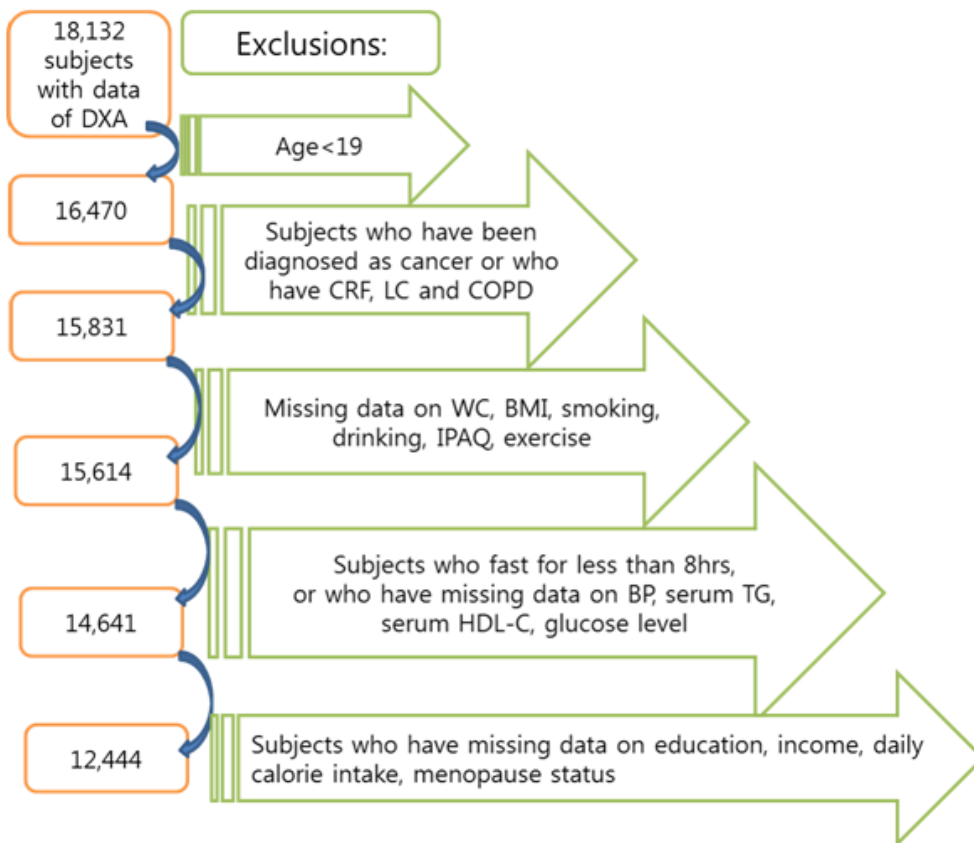 18,132
subjects
with data
of DXA
Exclusions:
Age<19
16,470
Subjects who have been
diagnosed as cancer or who
have CRF, LC and COPD
15,831
Missing data on WC, BMI, smoking,
drinking, IPAQ, exercise
15,614
Subjects who fast for less than 8hrs,
or who have missing data on BP, serum TG,
serum HDL-C, glucose level
14,641
Subjects who have missing data on education, income, daily
calorie intake, menopause status
12,444